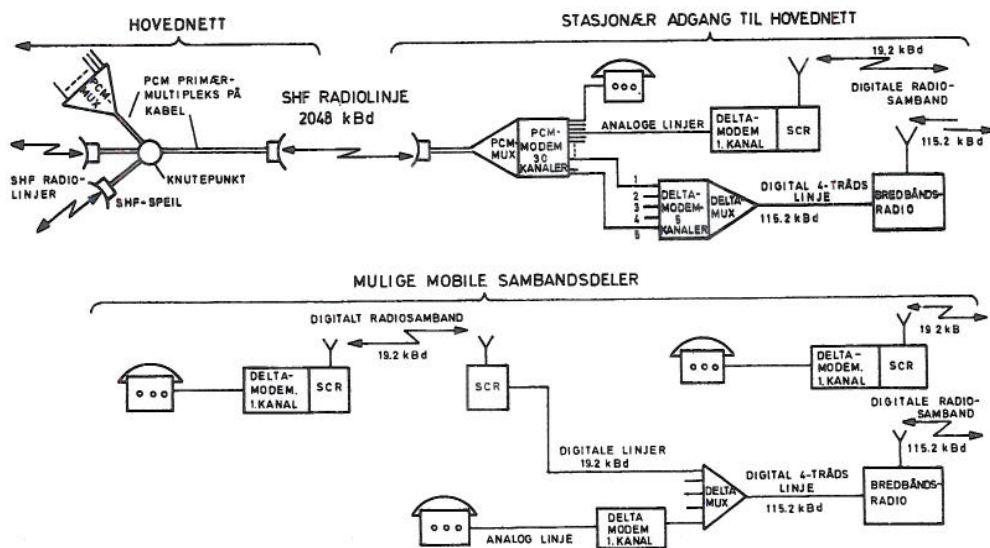 HOVEDNETT
PCM-
MUX
PCM PRIMÆR-
MULTIPLEKS PÅ
KABEL
SHF RADIO-
LINJER
KNUTEPUNKT
SHF-SPEIL
SHF RADIOLINJE
2048 kBd
STASJONÆR ADGANG TIL HOVEDNETT
19,2 kBd
DIGITALE RADIO-
SAMBAND
115.2 kBd
PCM-
MUX
PCM-
MODEM
30
KANALER
ANALOGE LINJER
DELTA-
MODEM
1. KANAL
SCR
1
2
3
4
5
DELTA-
MODEM-
5
KANALER
DELTA-
MUX
DIGITAL 4-TRÅDS
LINJE
115.2 kBd
BREDBÅNDS-
RADIO
MULIGE MOBILE SAMBANDSDELER
DIGITALT RADIOSAMBAND
19.2 kBd
DELTA-
MODEM.
1. KANAL
SCR
SCR
19.2 kB
DELTA-
MODEM.
1. KANAL
SCR
DIGITALE RADIO-
SAMBAND
115.2 kBd
DIGITALE LINJER
19.2 kBd
DELTA
MUX
DIGITAL 4-TRÅDS
LINJE
115.2 kBd
BREDBÅNDS-
RADIO
ANALOG LINJE
DELTA
MODEM
1. KANAL